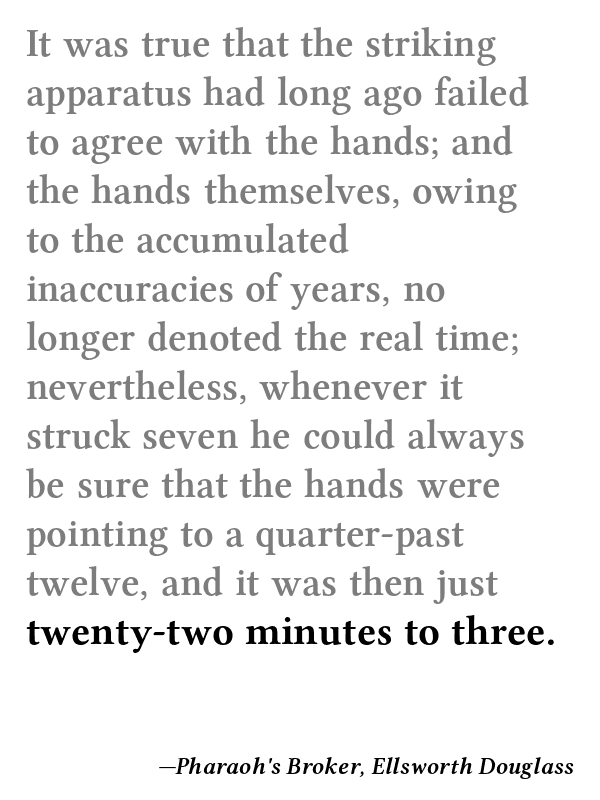 It was true that the striking
apparatus had long ago failed
to agree with the hands; and
the hands themselves, owing
to the accumulated
inaccuracies of years, no
longer denoted the real time;
nevertheless, whenever it
struck seven he could always
be sure that the hands were
pointing to a quarter-past
twelve, and it was then just
twenty-two minutes to three.
—Pharaoh's Broker, Ellsworth Douglass